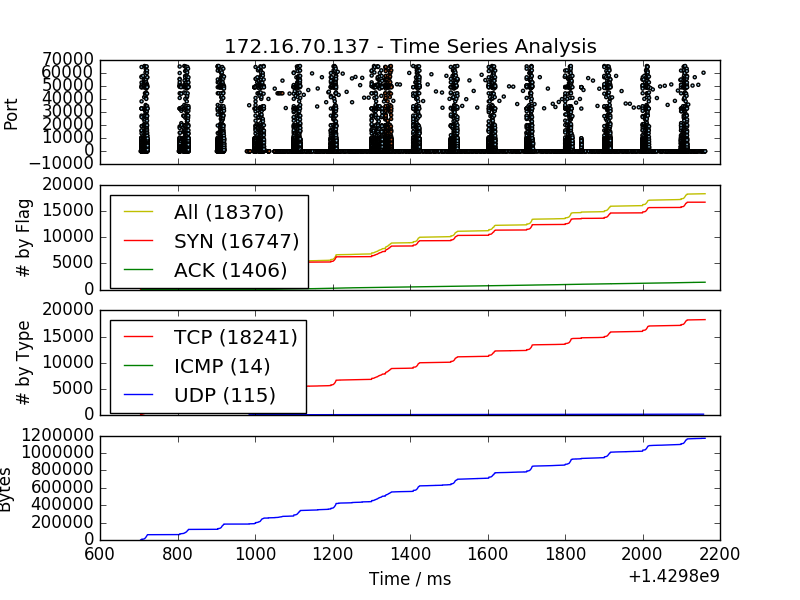 172.16.70.137 - Time Series Analysis
70000
60000
50000
40000
30000
20000
10000
0
−10000
Port
20000
15000
10000
5000
0
# by Flag
All (18370)
SYN (16747)
ACK (1406)
20000
15000
10000
5000
0
# by Type
TCP (18241)
ICMP (14)
UDP (115)
1200000
1000000
800000
600000
400000
200000
0
Bytes
600 800 1000 1200 1400 1600 1800 2000 2200
Time / ms
+1.4298e9